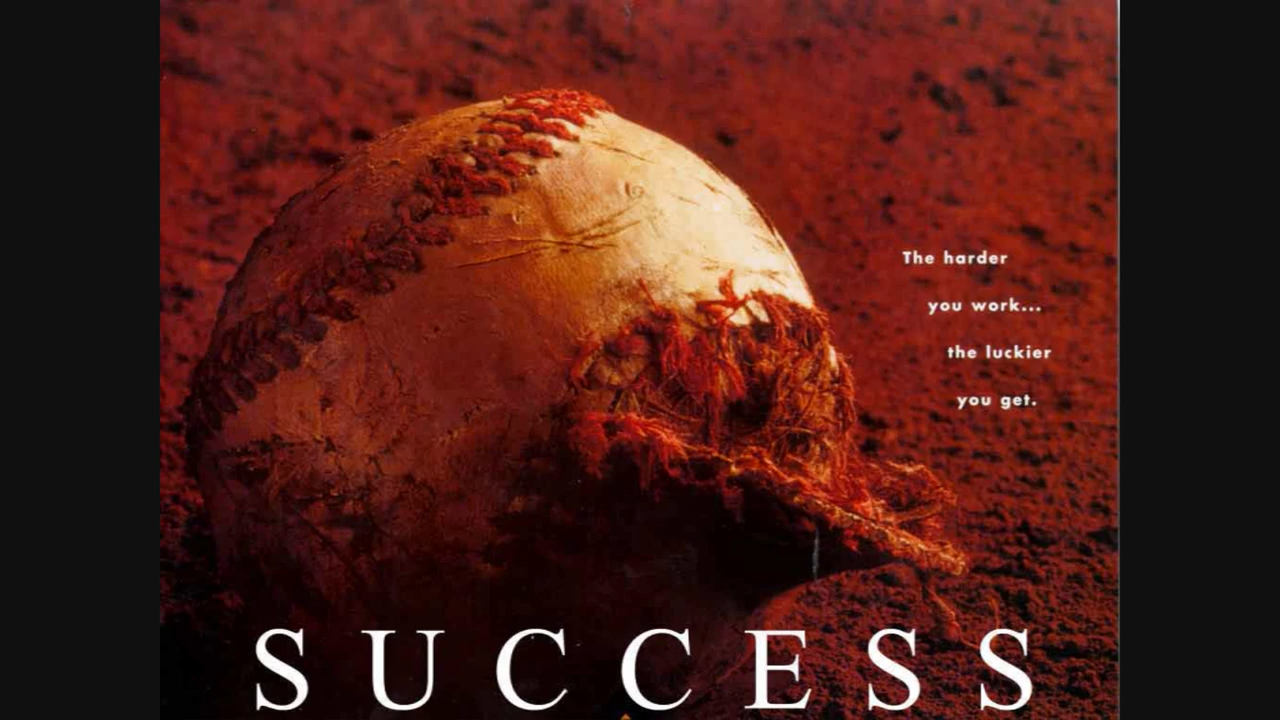 The harder
you work...
the luckier
you get.
SUCCESS